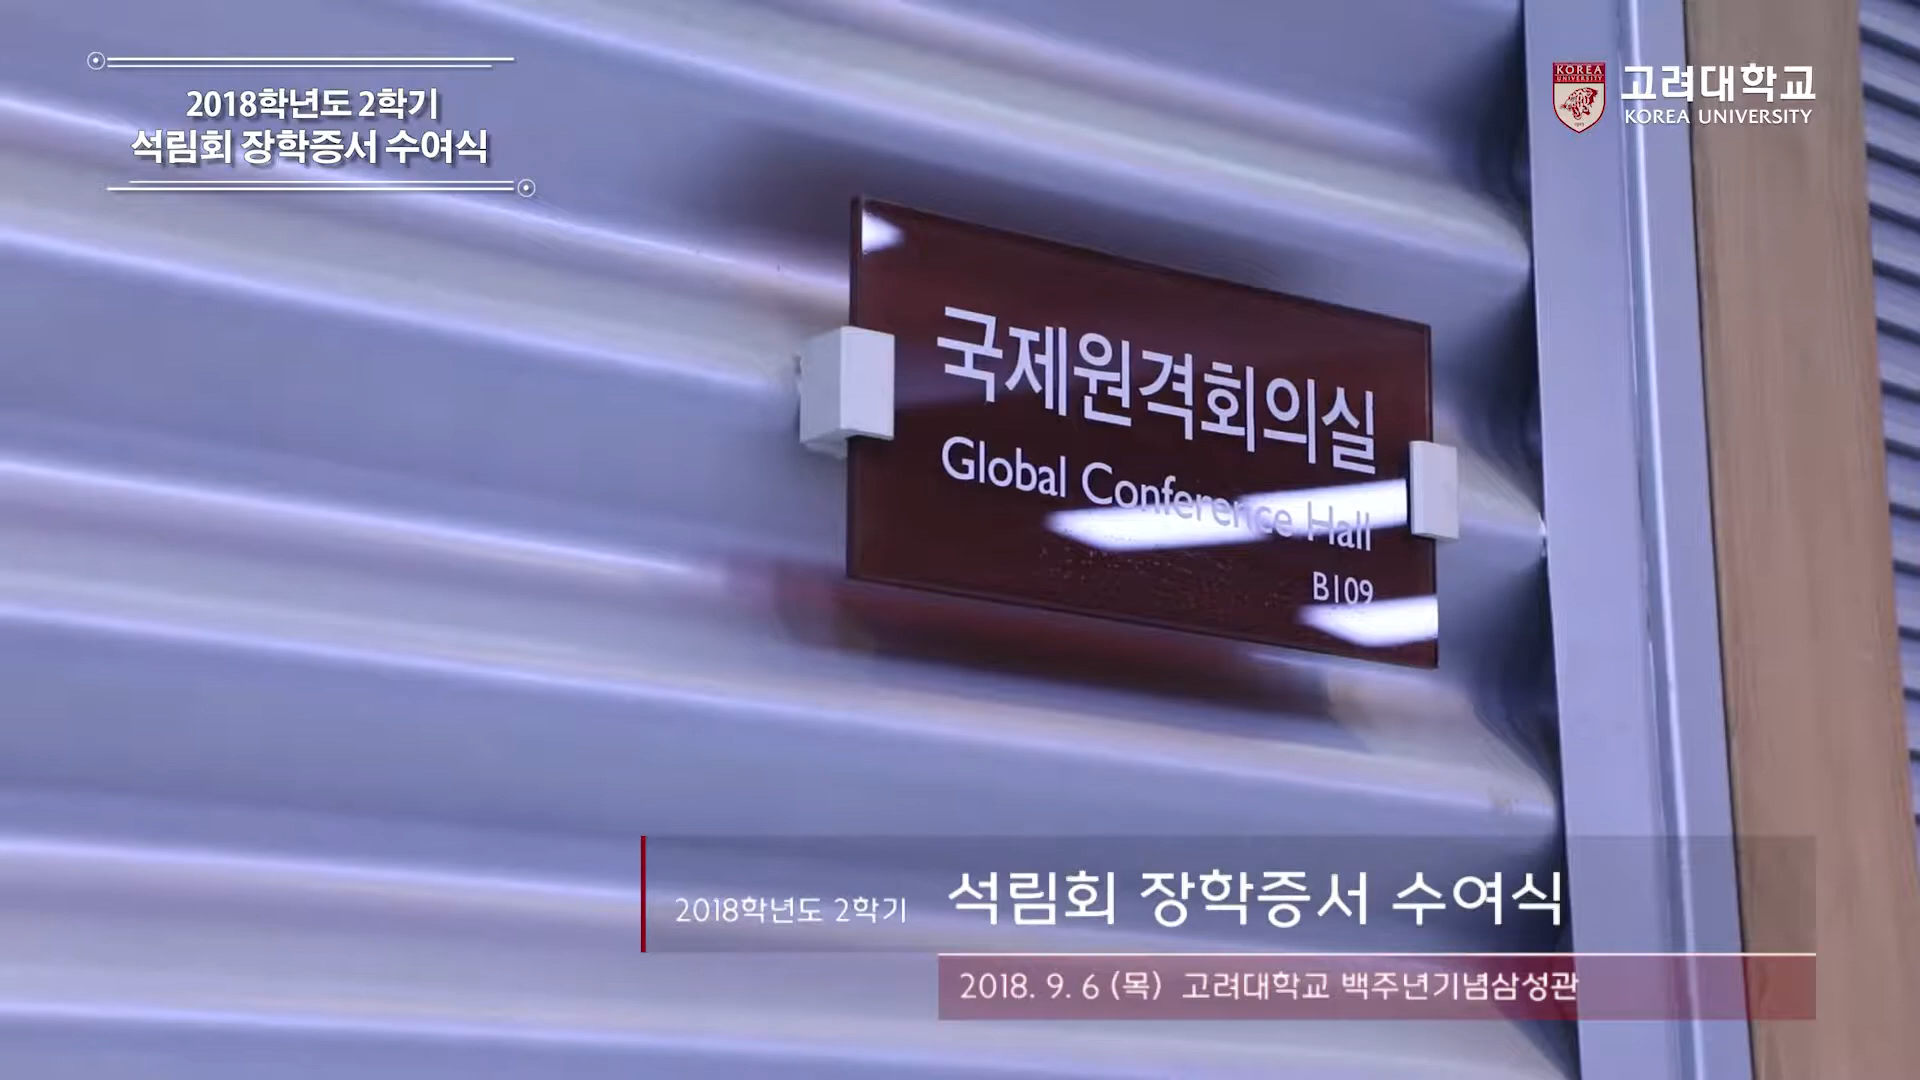 2018학년도 2학기
석림회 장학증서 수여식
KOREA
UNIVERSITY
고려대학교
KOREA UNIVERSITY
국제원격회의실
Global Conference Hall
B109
2018학년도 2학기 석림회 장학증서 수여식
2018. 9. 6 (목) 고려대학교 백주년기념삼성관